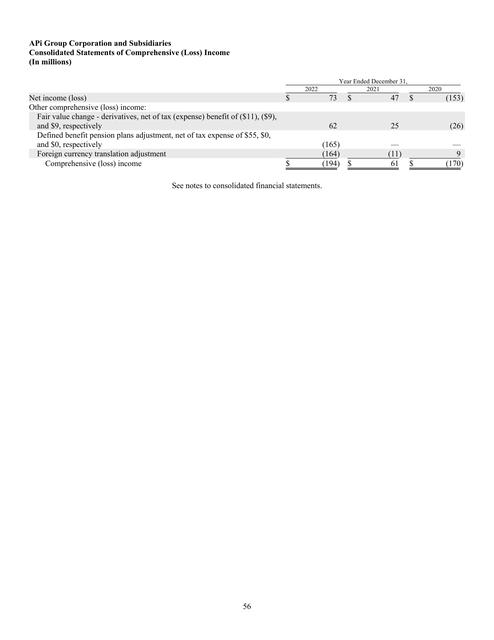 APi Group Corporation and Subsidiaries
Consolidated Statements of Comprehensive (Loss) Income
(In millions)
Year Ended December 31,
2022 2021 2020
Net income (loss) $ 73 $ 47 $ (153)
Other comprehensive (loss) income:
Fair value change - derivatives, net of tax (expense) benefit of ($11), ($9),
and $9, respectively 62 25 (26)
Defined benefit pension plans adjustment, net of tax expense of $55, $0,
and $0, respectively (165) — —
Foreign currency translation adjustment (164) (11) 9
Comprehensive (loss) income $ (194) $ 61 $ (170)
See notes to consolidated financial statements.
56